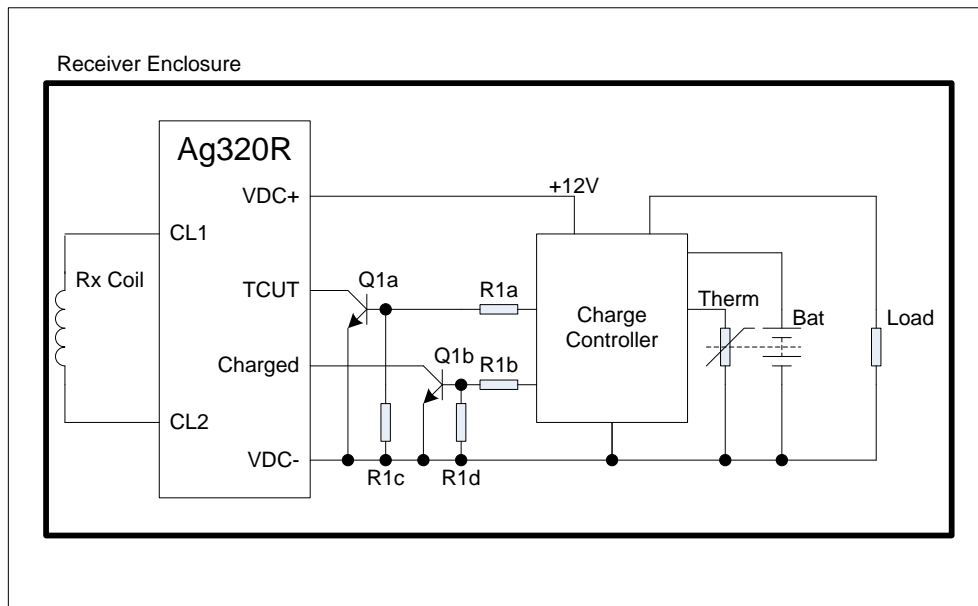 Receiver Enclosure
Ag320R
VDC+
+12V
CL1
Rx Coil
Q1a
TCUT
R1a
Therm
Charge
Controller
Bat
Load
Q1b
Charged
R1b
CL2
VDC-
R1c
R1d